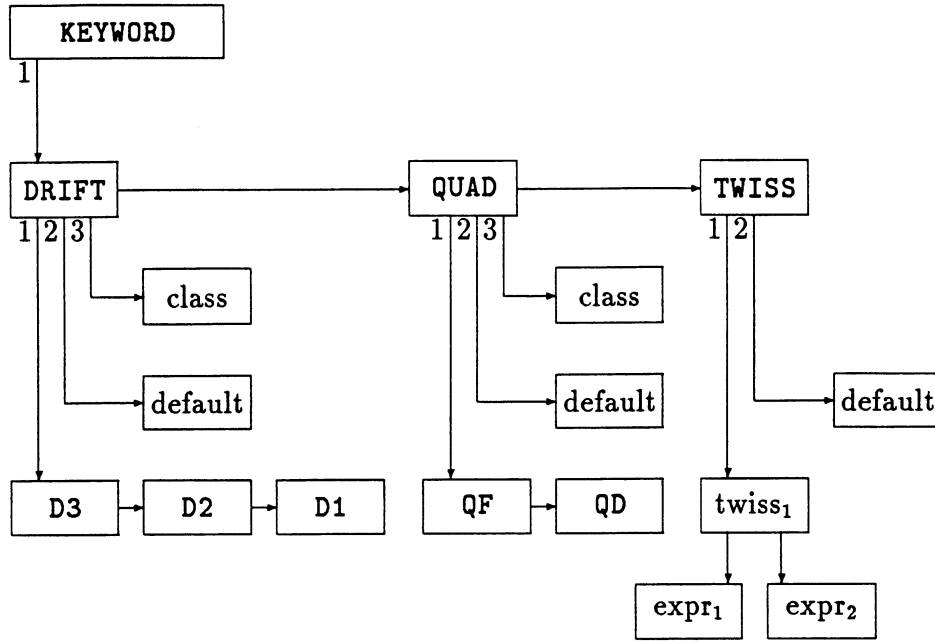 KEYWORD
1
DRIFT QUAD TWISS
1 2 3 1 2 3 1 2
class class
default default default
D3 D2 D1 QF QD twiss₁
expr₁ expr₂